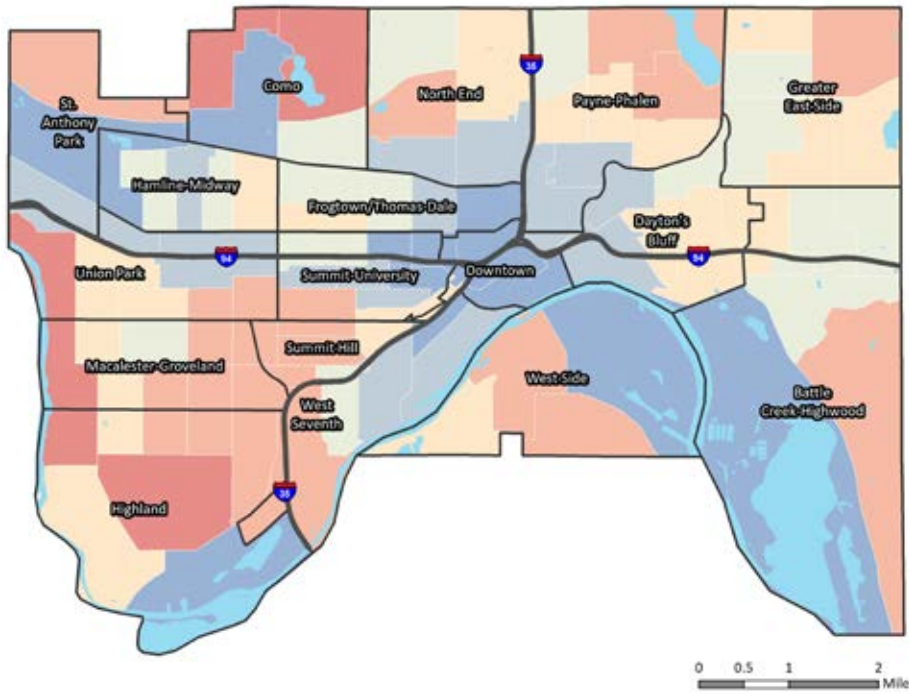 Como
North End
35
Payne-Phalen
Greater
East-Side
St.
Anthony
Park
Hamline-Midway
Frogtown/Thomas-Dale
Dayton's
Bluff
94
94
Union Park
Summit-University
Downtown
Macalester-Groveland
Summit-Hill
West-Side
Battle
Creek-Highwood
West
Seventh
Highland
35
0 0.5 1 2
Mile